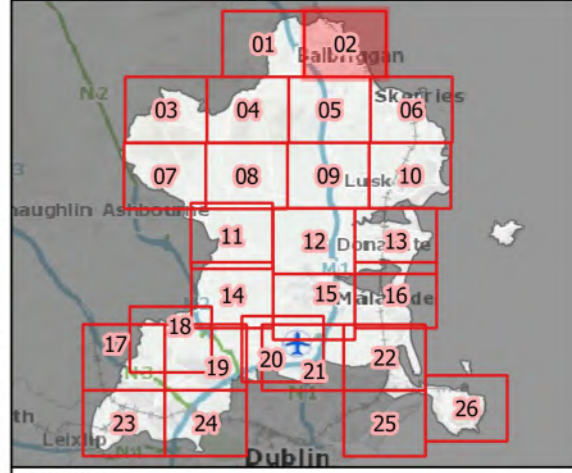 01 02
Balbriggan
N2
03 04 05 Skerries 06
07 08 09 Lusk 10
naughlin Ashbourne
11 12 Donabate 13
M1
14 15 Malahide 16
N2
18
17 20 22
19 21
N3 N1
26
23 24 25
Leixlip
N4
Dublin